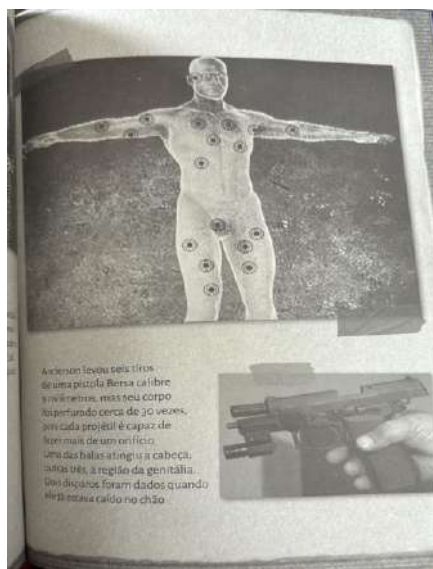 Anderson levou seis tiros
de uma pistola Bersa calibre
9 milímetros, mas seu corpo
foi perfurado cerca de 30 vezes,
pois cada projétil é capaz de
fazer mais de um orifício.
Uma das balas atingiu a cabeça,
outras três, a região da genitália.
Dois disparos foram dados quando
ele já estava caído no chão